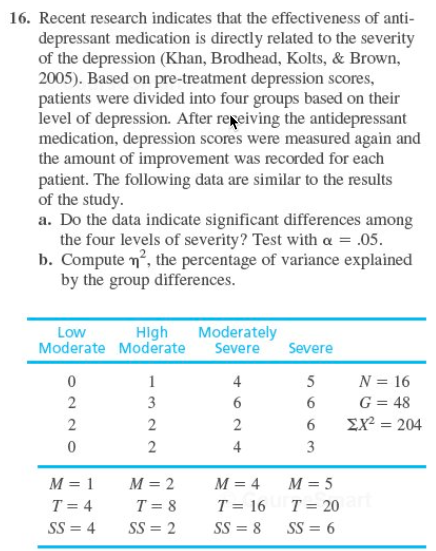 16. Recent research indicates that the effectiveness of anti-
depressant medication is directly related to the severity
of the depression (Khan, Brodhead, Kolts, & Brown,
2005). Based on pre-treatment depression scores,
patients were divided into four groups based on their
level of depression. After receiving the antidepressant
medication, depression scores were measured again and
the amount of improvement was recorded for each
patient. The following data are similar to the results
of the study.
a. Do the data indicate significant differences among
the four levels of severity? Test with α = .05.
b. Compute η², the percentage of variance explained
by the group differences.
Low High Moderately
Moderate Moderate Severe Severe
0 1 4 5 N = 16
2 3 6 6 G = 48
2 2 2 6 ΣX² = 204
0 2 4 3
M = 1 M = 2 M = 4 M = 5
T = 4 T = 8 T = 16 T = 20
SS = 4 SS = 2 SS = 8 SS = 6